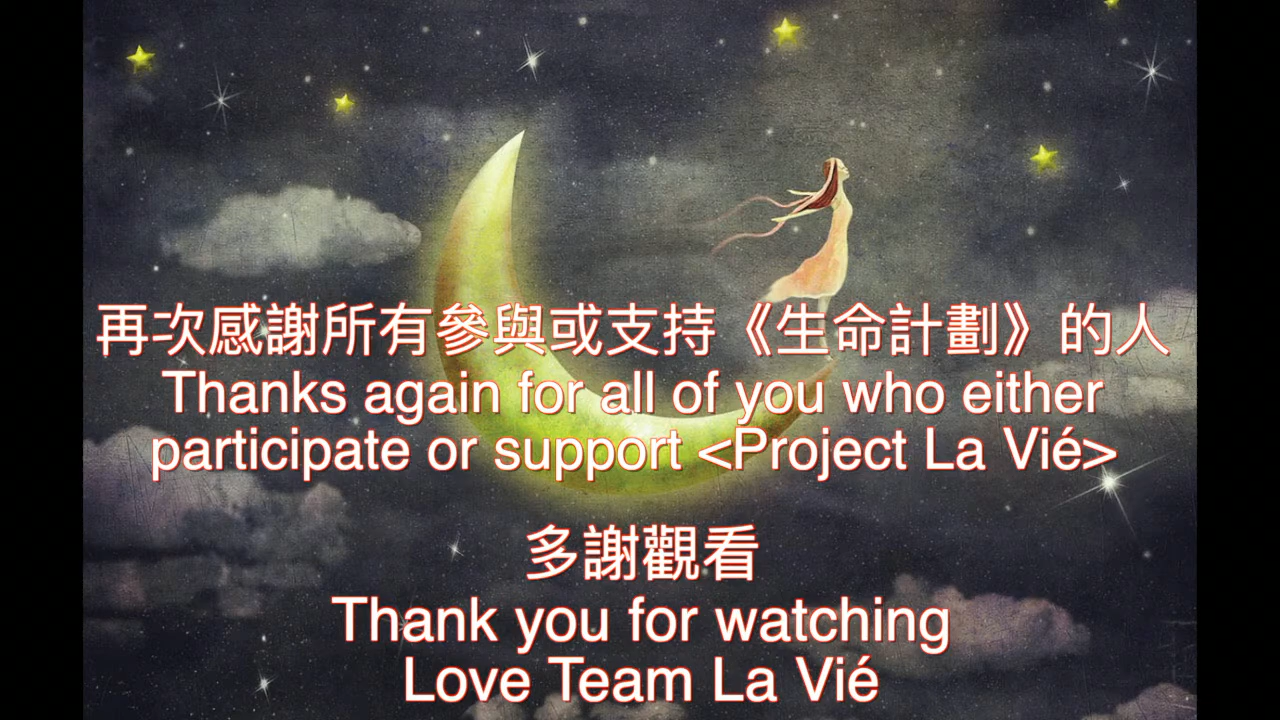 再次感謝所有參與或支持《生命計劃》的人
Thanks again for all of you who either
participate or support <Project La Vié>
多謝觀看
Thank you for watching
Love Team La Vié